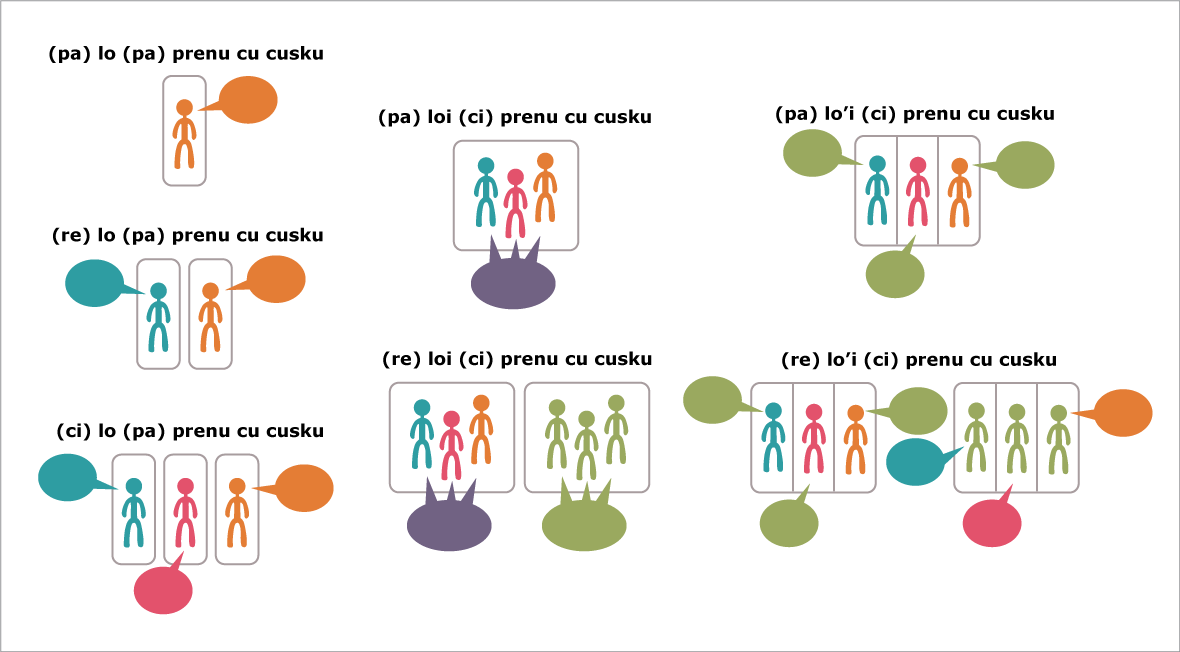 (pa) lo (pa) prenu cu cusku
(re) lo (pa) prenu cu cusku
(ci) lo (pa) prenu cu cusku
(pa) loi (ci) prenu cu cusku
(re) loi (ci) prenu cu cusku
(pa) lo’i (ci) prenu cu cusku
(re) lo’i (ci) prenu cu cusku